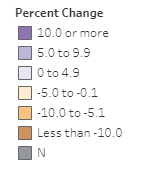 Percent Change
10.0 or more
5.0 to 9.9
0 to 4.9
-5.0 to -0.1
-10.0 to -5.1
Less than -10.0
N